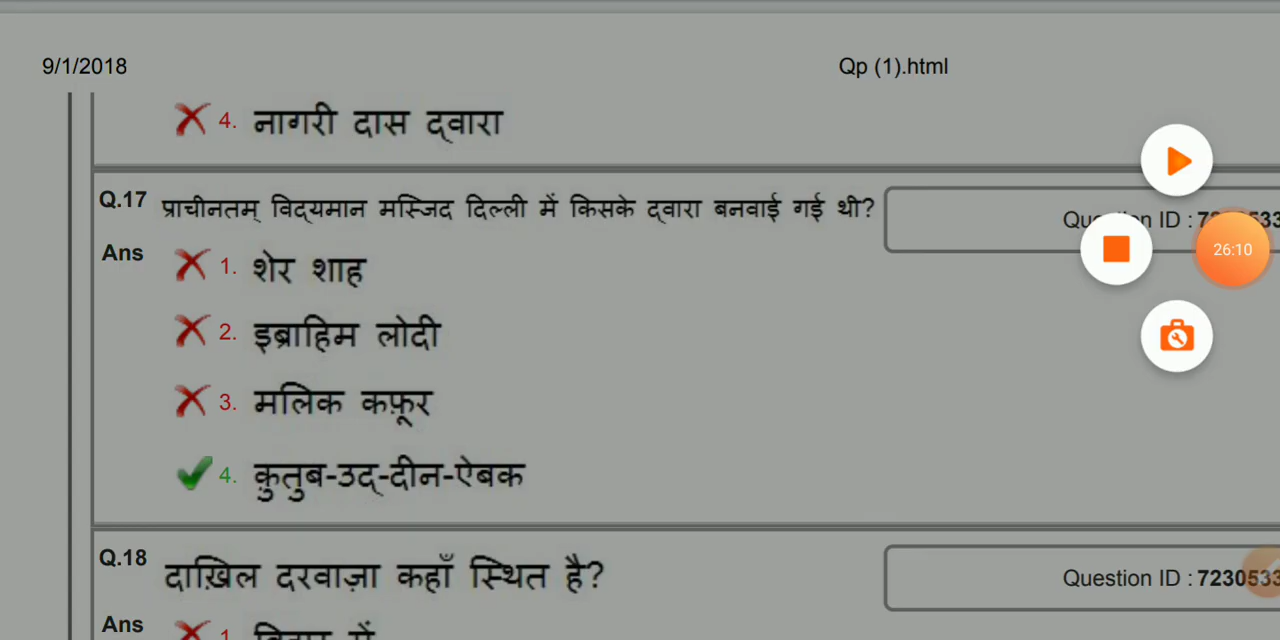 9/1/2018 Qp (1).html
4. नागरी दास द्वारा
Q.17 प्राचीनतम् विद्यमान मस्जिद दिल्ली में किसके द्वारा बनवाई गई थी?
Ans
1. शेर शाह
2. इब्राहिम लोदी
3. मलिक कफ़ूर
4. क़ुतुब-उद्-दीन-ऐबक
26:10
Q.18 दाख़िल दरवाज़ा कहाँ स्थित है?
Question ID : 7230533
Ans
1.